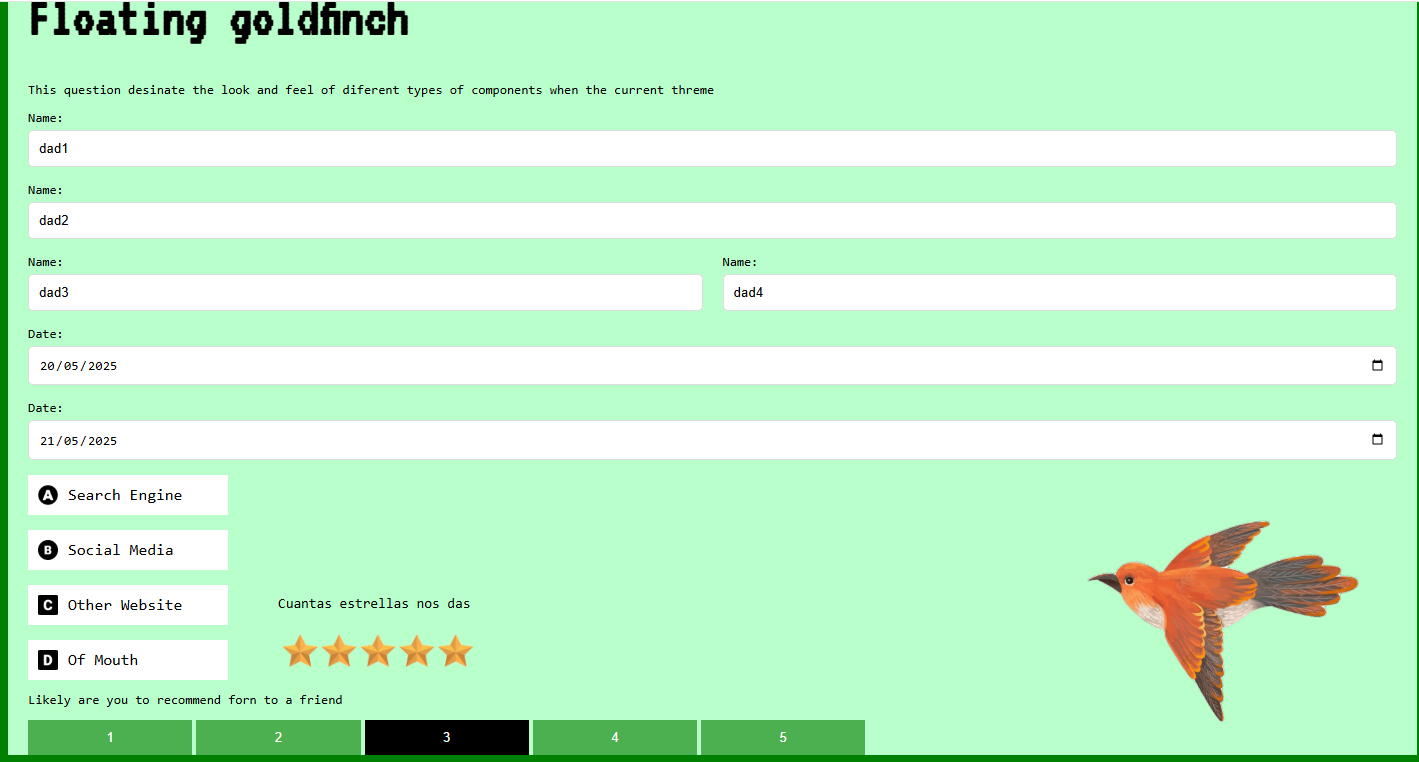 Floating goldfinch
This question desinate the look and feel of diferent types of components when the current threme
Name:
dad1
Name:
dad2
Name:
dad3
Name:
dad4
Date:
20/05/2025
Date:
21/05/2025
A Search Engine
B Social Media
C Other Website
D Of Mouth
Cuantas estrellas nos das
Likely are you to recommend forn to a friend
1 2 3 4 5